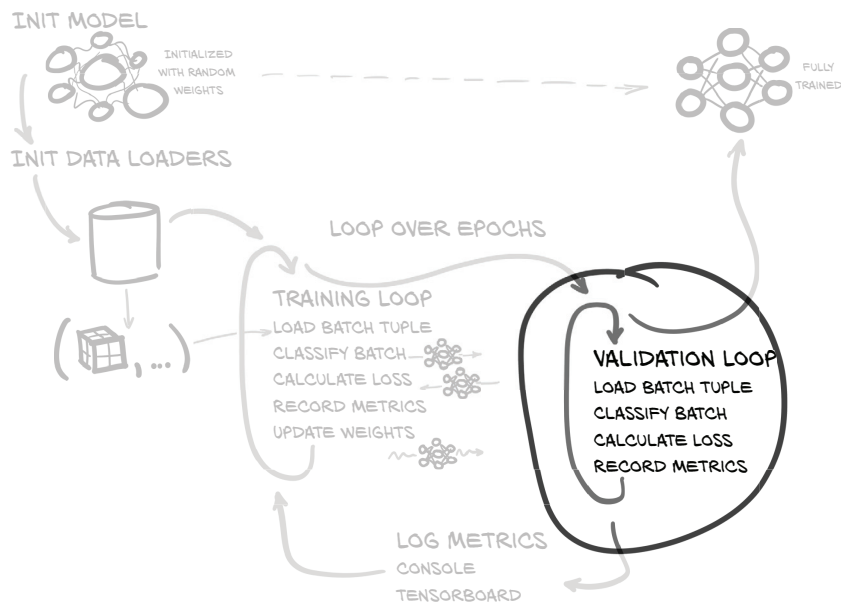 INIT MODEL
INITIALIZED
WITH RANDOM
WEIGHTS
FULLY
TRAINED
INIT DATA LOADERS
LOOP OVER EPOCHS
( , ...)
TRAINING LOOP
LOAD BATCH TUPLE
CLASSIFY BATCH
CALCULATE LOSS
RECORD METRICS
UPDATE WEIGHTS
VALIDATION LOOP
LOAD BATCH TUPLE
CLASSIFY BATCH
CALCULATE LOSS
RECORD METRICS
LOG METRICS
CONSOLE
TENSORBOARD